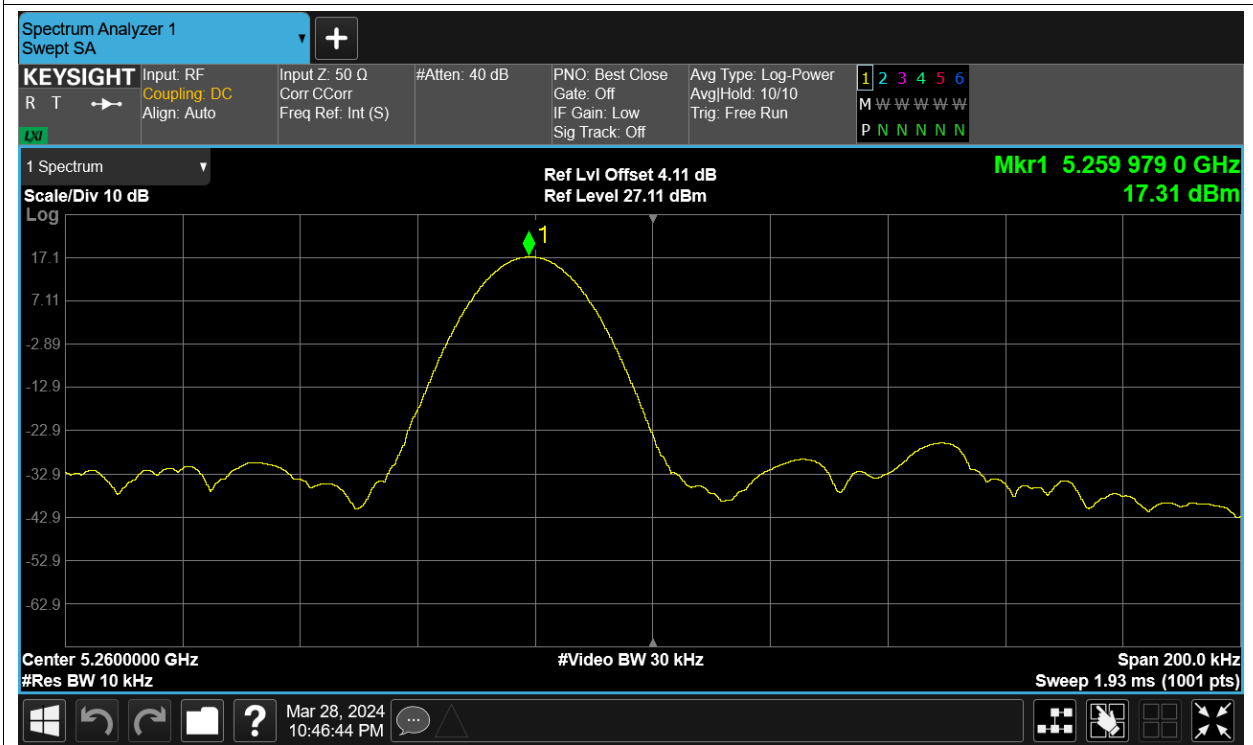 Spectrum Analyzer 1
Swept SA
KEYSIGHT
R T
LXI
Input: RF
Coupling: DC
Align: Auto
Input Z: 50 Ω
Corr CCorr
Freq Ref: Int (S)
#Atten: 40 dB
PNO: Best Close
Gate: Off
IF Gain: Low
Sig Track: Off
Avg Type: Log-Power
Avg|Hold: 10/10
Trig: Free Run
1 2 3 4 5 6
M W W W W W W
P N N N N N
1 Spectrum
Scale/Div 10 dB
Log
Ref Lvl Offset 4.11 dB
Ref Level 27.11 dBm
Mkr1 5.259 979 0 GHz
17.31 dBm
1
17.1
7.11
-2.89
-12.9
-22.9
-32.9
-42.9
-52.9
-62.9
Center 5.2600000 GHz
#Res BW 10 kHz
#Video BW 30 kHz
Span 200.0 kHz
Sweep 1.93 ms (1001 pts)
?
Mar 28, 2024
10:46:44 PM